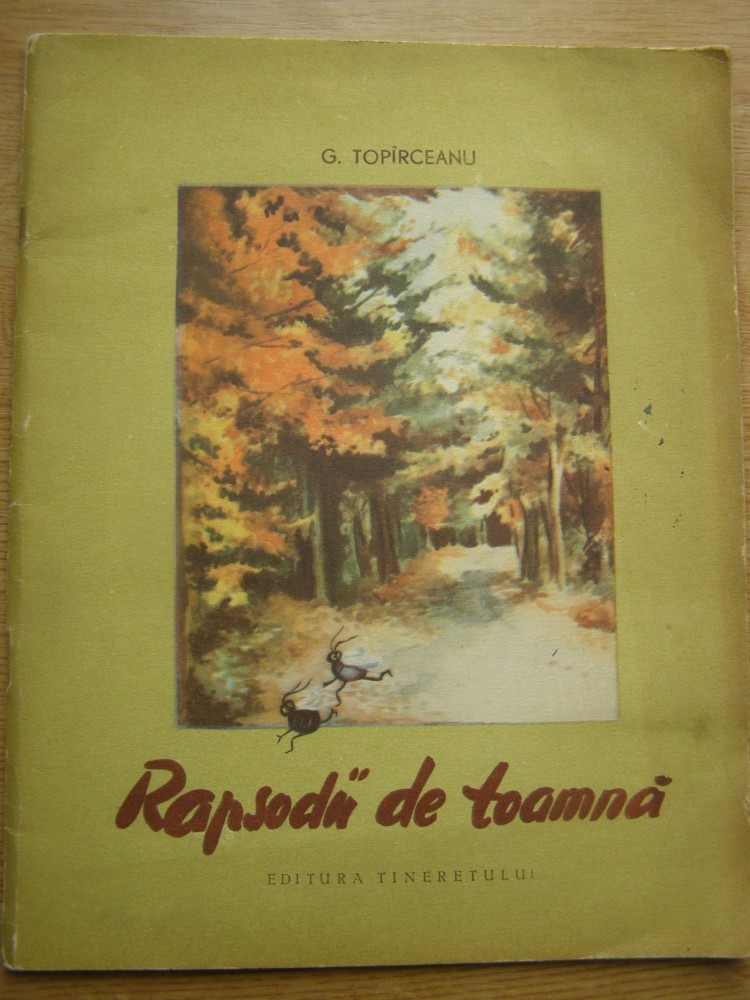 G. TOPÎRCEANU
Rapsodii de toamnă
EDITURA TINERETULUI